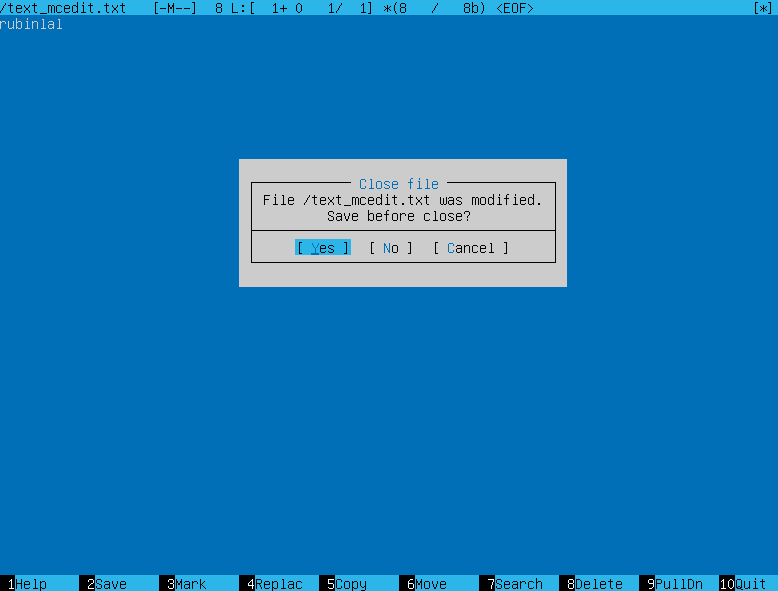 /text_mcedit.txt [-M--] 8 L:[ 1+ 0 1/ 1] *(8 / 8b) <EOF> [*]
rubinlal
Close file
File /text_mcedit.txt was modified.
Save before close?
[ Yes ] [ No ] [ Cancel ]
1Help 2Save 3Mark 4Replac 5Copy 6Move 7Search 8Delete 9PullDn 10Quit